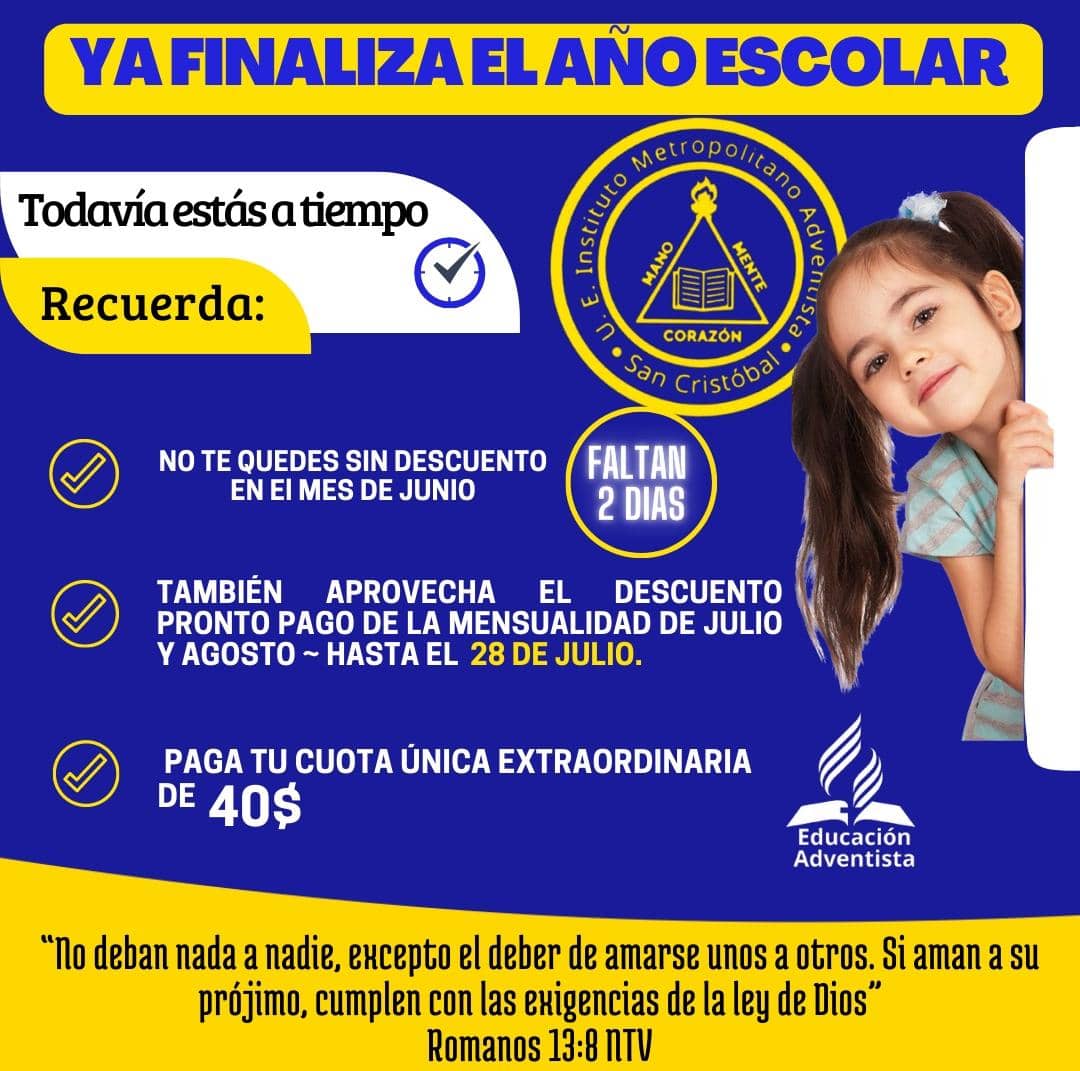 YA FINALIZA EL AÑO ESCOLAR
Todavía estás a tiempo
Recuerda:
U. E. Instituto Metropolitano Adventista
San Cristóbal
MANO
MENTE
CORAZÓN
NO TE QUEDES SIN DESCUENTO
EN El MES DE JUNIO
FALTAN
2 DIAS
TAMBIÉN APROVECHA EL DESCUENTO
PRONTO PAGO DE LA MENSUALIDAD DE JULIO
Y AGOSTO ~ HASTA EL 28 DE JULIO.
PAGA TU CUOTA ÚNICA EXTRAORDINARIA
DE 40$
Educación
Adventista
“No deban nada a nadie, excepto el deber de amarse unos a otros. Si aman a su
prójimo, cumplen con las exigencias de la ley de Dios”
Romanos 13:8 NTV